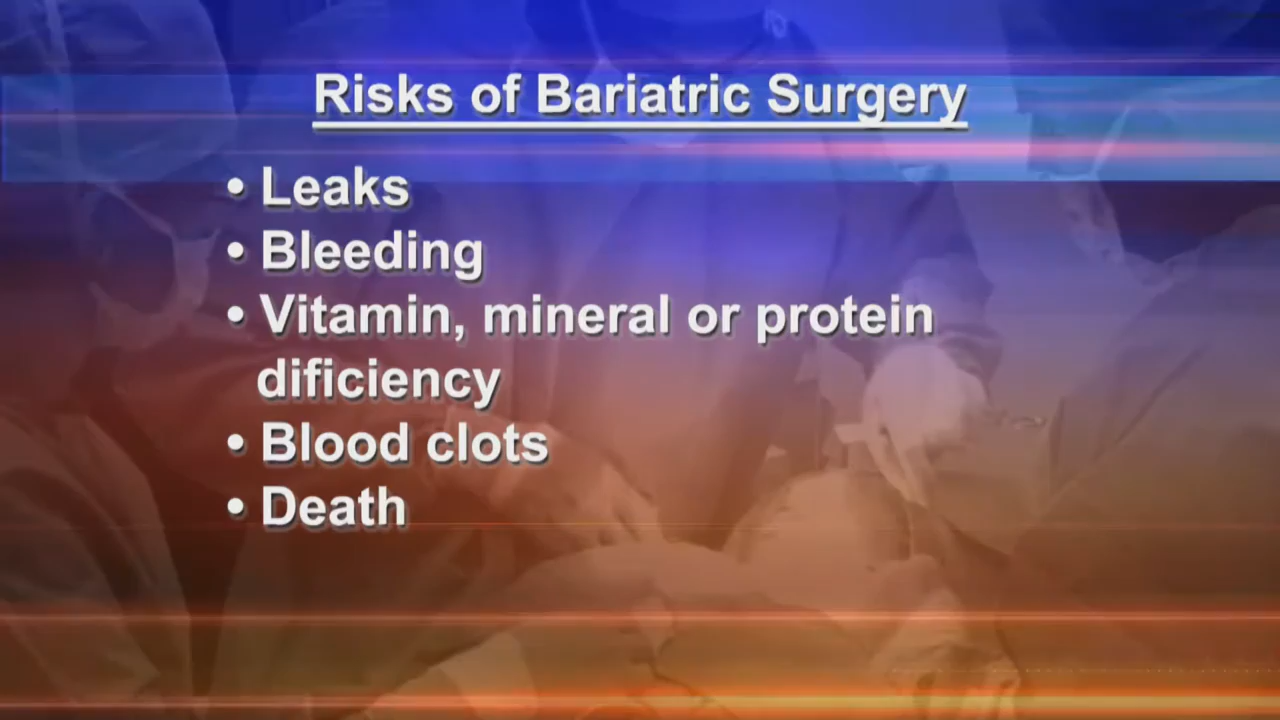 Risks of Bariatric Surgery
• Leaks
• Bleeding
• Vitamin, mineral or protein
dificiency
• Blood clots
• Death